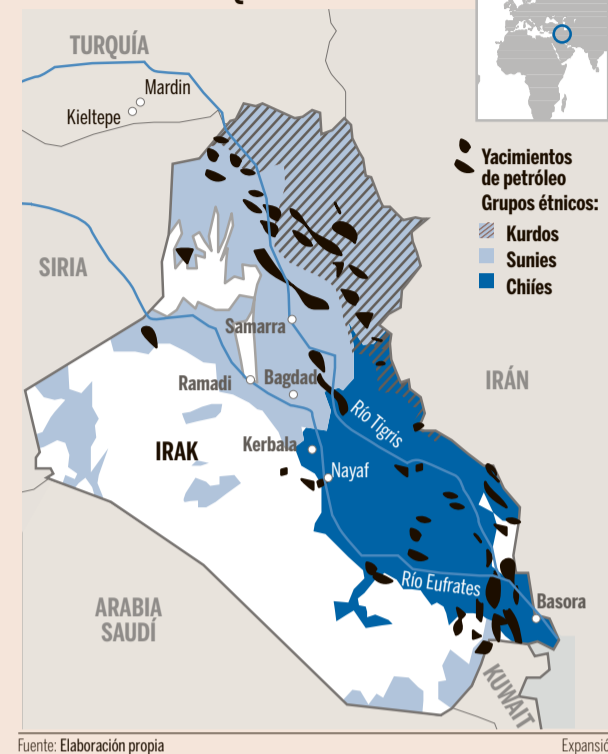 TURQUÍA
Mardin
Kieltepe
Yacimientos
de petróleo
Grupos étnicos:
Kurdos
Sunies
Chiíes
SIRIA
Samarra
IRÁN
Ramadi
Bagdad
Río Tigris
IRAK
Kerbala
Nayaf
Río Eufrates
Basora
ARABIA
SAUDÍ
KUWAIT
Fuente: Elaboración propia
Expansió